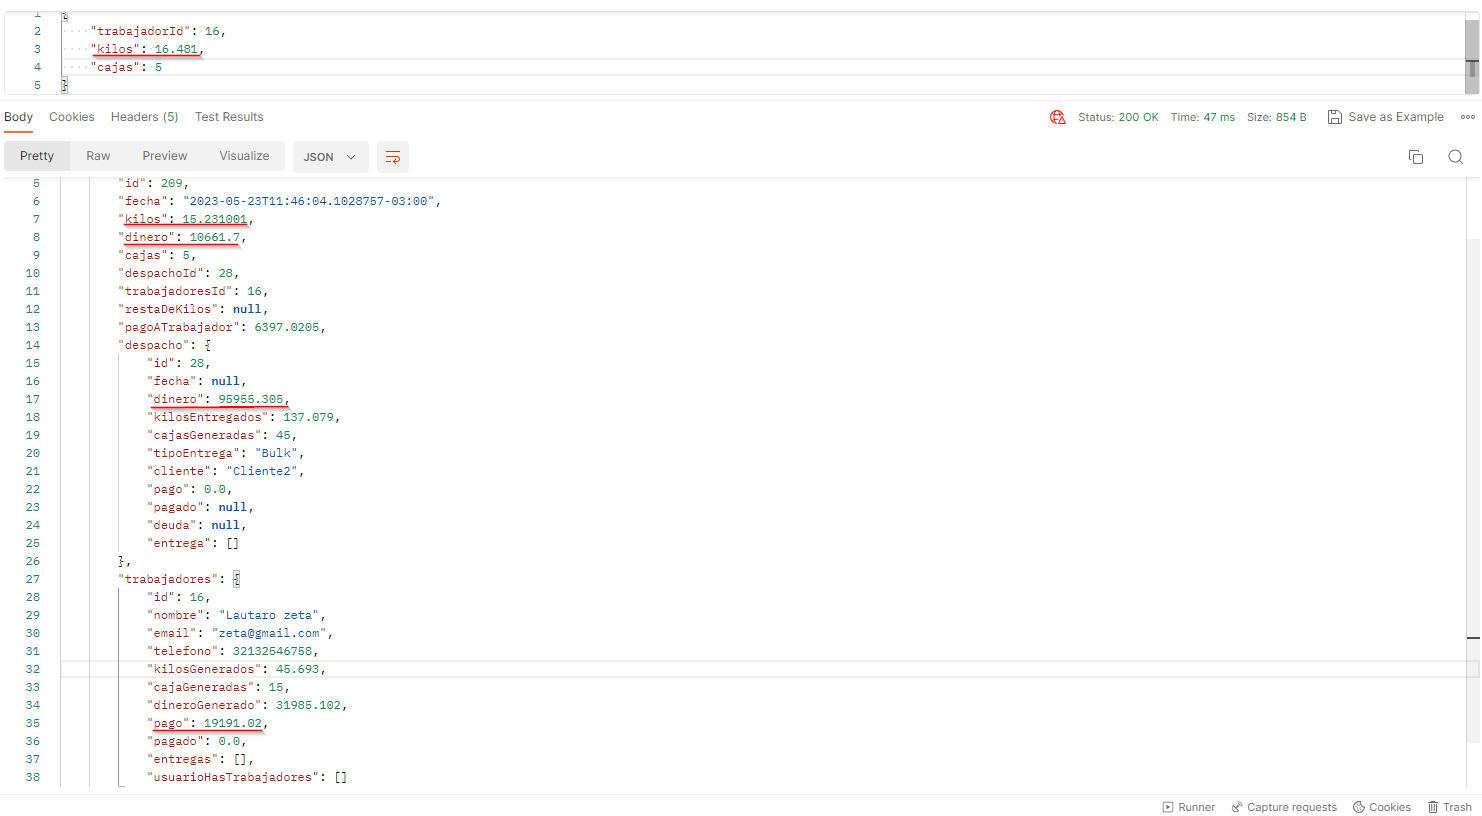 1 {
2 "trabajadorId": 16,
3 "kilos": 16.481,
4 "cajas": 5
5 }
Body Cookies Headers (5) Test Results Status: 200 OK Time: 47 ms Size: 854 B Save as Example
Pretty Raw Preview Visualize JSON
5 "id": 209,
6 "fecha": "2023-05-23T11:46:04.1028757-03:00",
7 "kilos": 15.231001,
8 "dinero": 10661.7,
9 "cajas": 5,
10 "despachoId": 28,
11 "trabajadoresId": 16,
12 "restaDeKilos": null,
13 "pagoATrabajador": 6397.0205,
14 "despacho": {
15 "id": 28,
16 "fecha": null,
17 "dinero": 95955.305,
18 "kilosEntregados": 137.079,
19 "cajasGeneradas": 45,
20 "tipoEntrega": "Bulk",
21 "cliente": "Cliente2",
22 "pago": 0.0,
23 "pagado": null,
24 "deuda": null,
25 "entrega": []
26 },
27 "trabajadores": {
28 "id": 16,
29 "nombre": "Lautaro zeta",
30 "email": "zeta@gmail.com",
31 "telefono": 32132546758,
32 "kilosGenerados": 45.693,
33 "cajaGeneradas": 15,
34 "dineroGenerado": 31985.102,
35 "pago": 19191.02,
36 "pagado": 0.0,
37 "entregas": [],
38 "usuarioHasTrabajadores": []
Runner Capture requests Cookies Trash